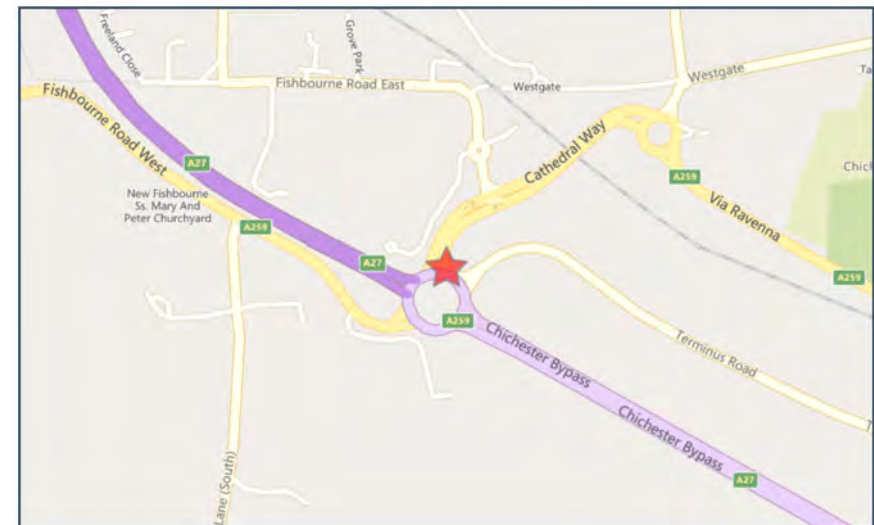 Freeland Close
Grove Park
Fishbourne Road East
Westgate
Westgate
Ta
Fishbourne Road West
A27
Cathedral Way
A259
Chich
New Fishbourne
Ss. Mary And
Peter Churchyard
A259
Via Ravenna
A27
A259
A259
Chichester Bypass
Terminus Road
Chichester Bypass
T
Lane (South)
A27